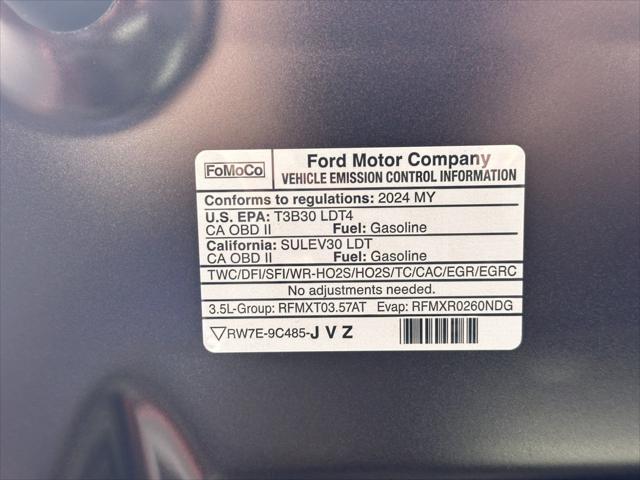 FoMoCo
Ford Motor Company
VEHICLE EMISSION CONTROL INFORMATION
Conforms to regulations: 2024 MY
U.S. EPA: T3B30 LDT4
CA OBD II Fuel: Gasoline
California: SULEV30 LDT
CA OBD II Fuel: Gasoline
TWC/DFI/SFI/WR-HO2S/HO2S/TC/CAC/EGR/EGRC
No adjustments needed.
3.5L-Group: RFMXT03.57AT Evap: RFMXR0260NDG
RW7E-9C485-J V Z